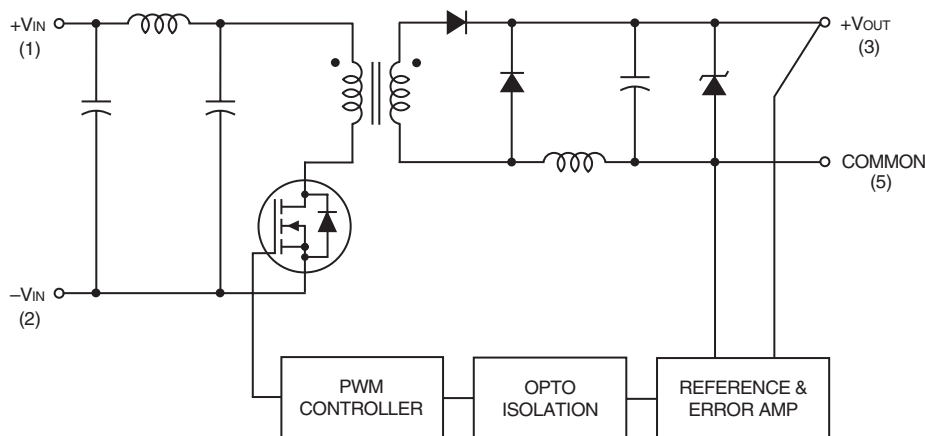 +VIN
(1)
+VOUT
(3)
COMMON
(5)
–VIN
(2)
PWM
CONTROLLER
OPTO
ISOLATION
REFERENCE &
ERROR AMP